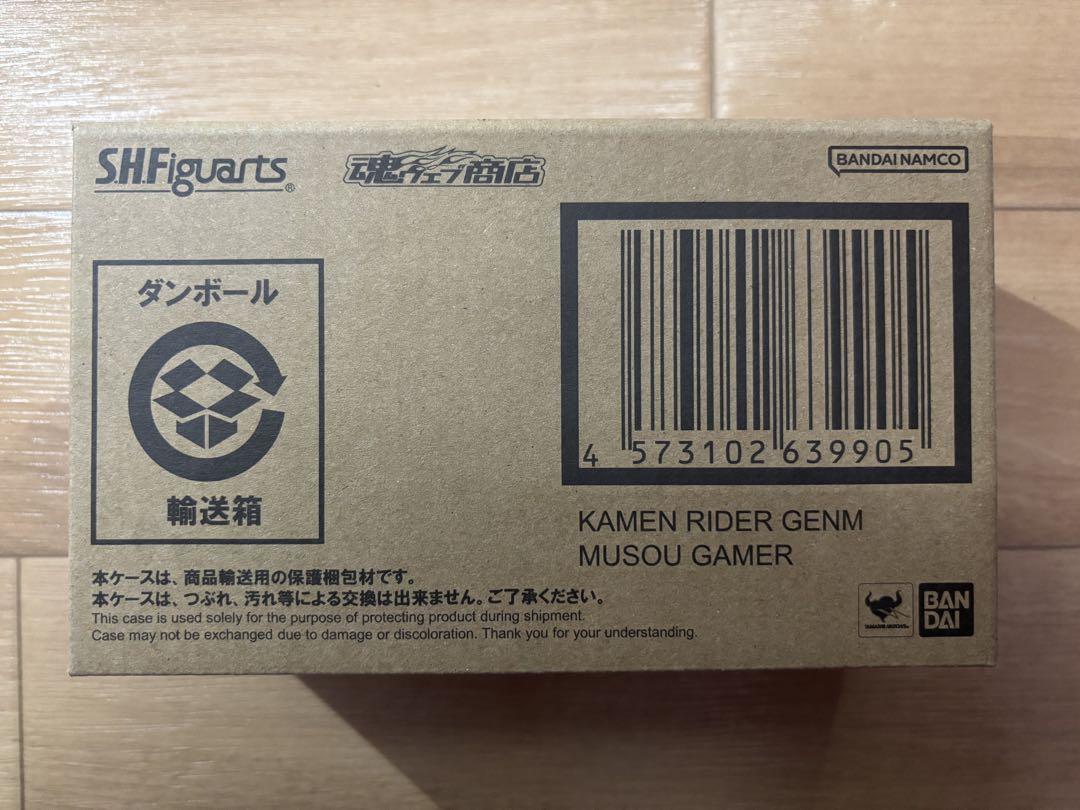 S.H.Figuarts®
魂ウェブ商店
BANDAI NAMCO
ダンボール
輸送箱
4 573102 639905
KAMEN RIDER GENM
MUSOU GAMER
本ケースは、商品輸送用の保護梱包材です。
本ケースは、つぶれ、汚れ等による交換は出来ません。ご了承ください。
This case is used solely for the purpose of protecting product during shipment.
Case may not be exchanged due to damage or discoloration. Thank you for your understanding.
TAMASHII NATIONS
BAN
DAI